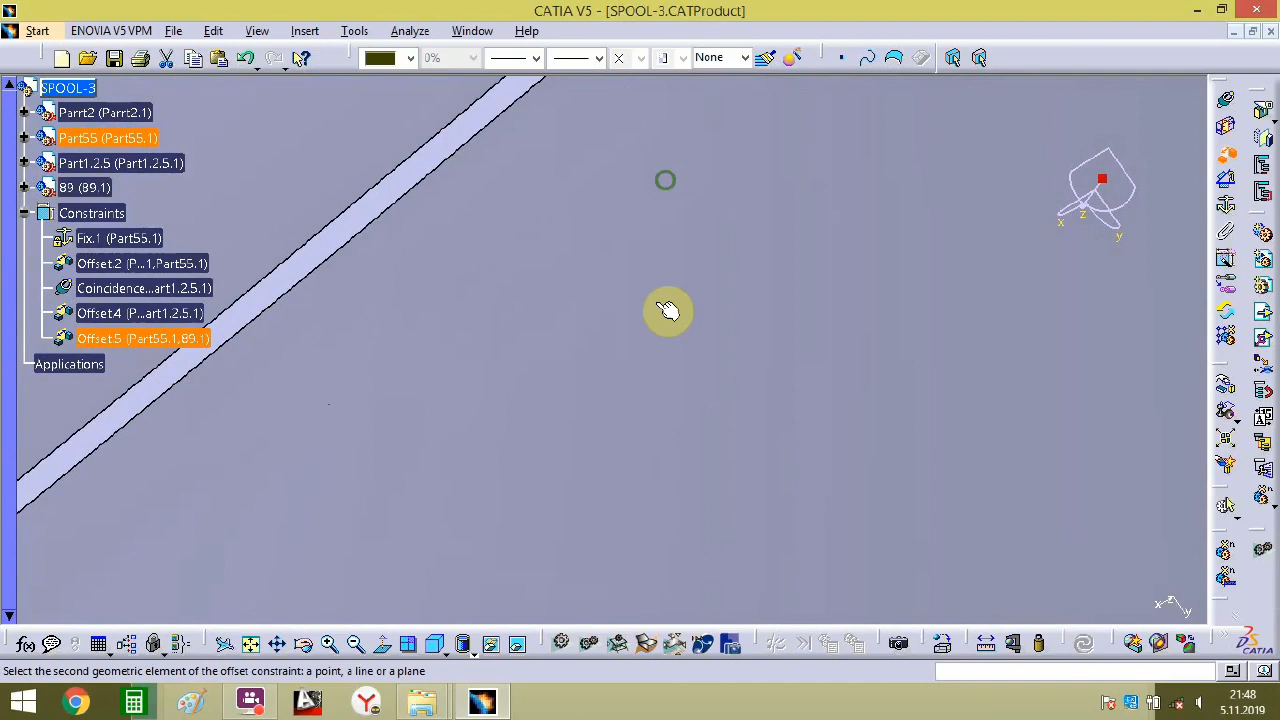 CATIA V5 - [SPOOL-3.CATProduct]
Start ENOVIA V5 VPM File Edit View Insert Tools Analyze Window Help
0% None
SPOOL-3
Parrt2 (Parrt2.1)
Part55 (Part55.1)
Part1.2.5 (Part1.2.5.1)
89 (89.1)
Constraints
Fix.1 (Part55.1)
Offset.2 (P...1,Part55.1)
Coincidence...art1.2.5.1)
Offset.4 (P...art1.2.5.1)
Offset.5 (Part55.1,89.1)
Applications
x z y
x z y
CATIA
Select the second geometric element of the offset constraint: a point, a line or a plane
21:48
5.11.2019